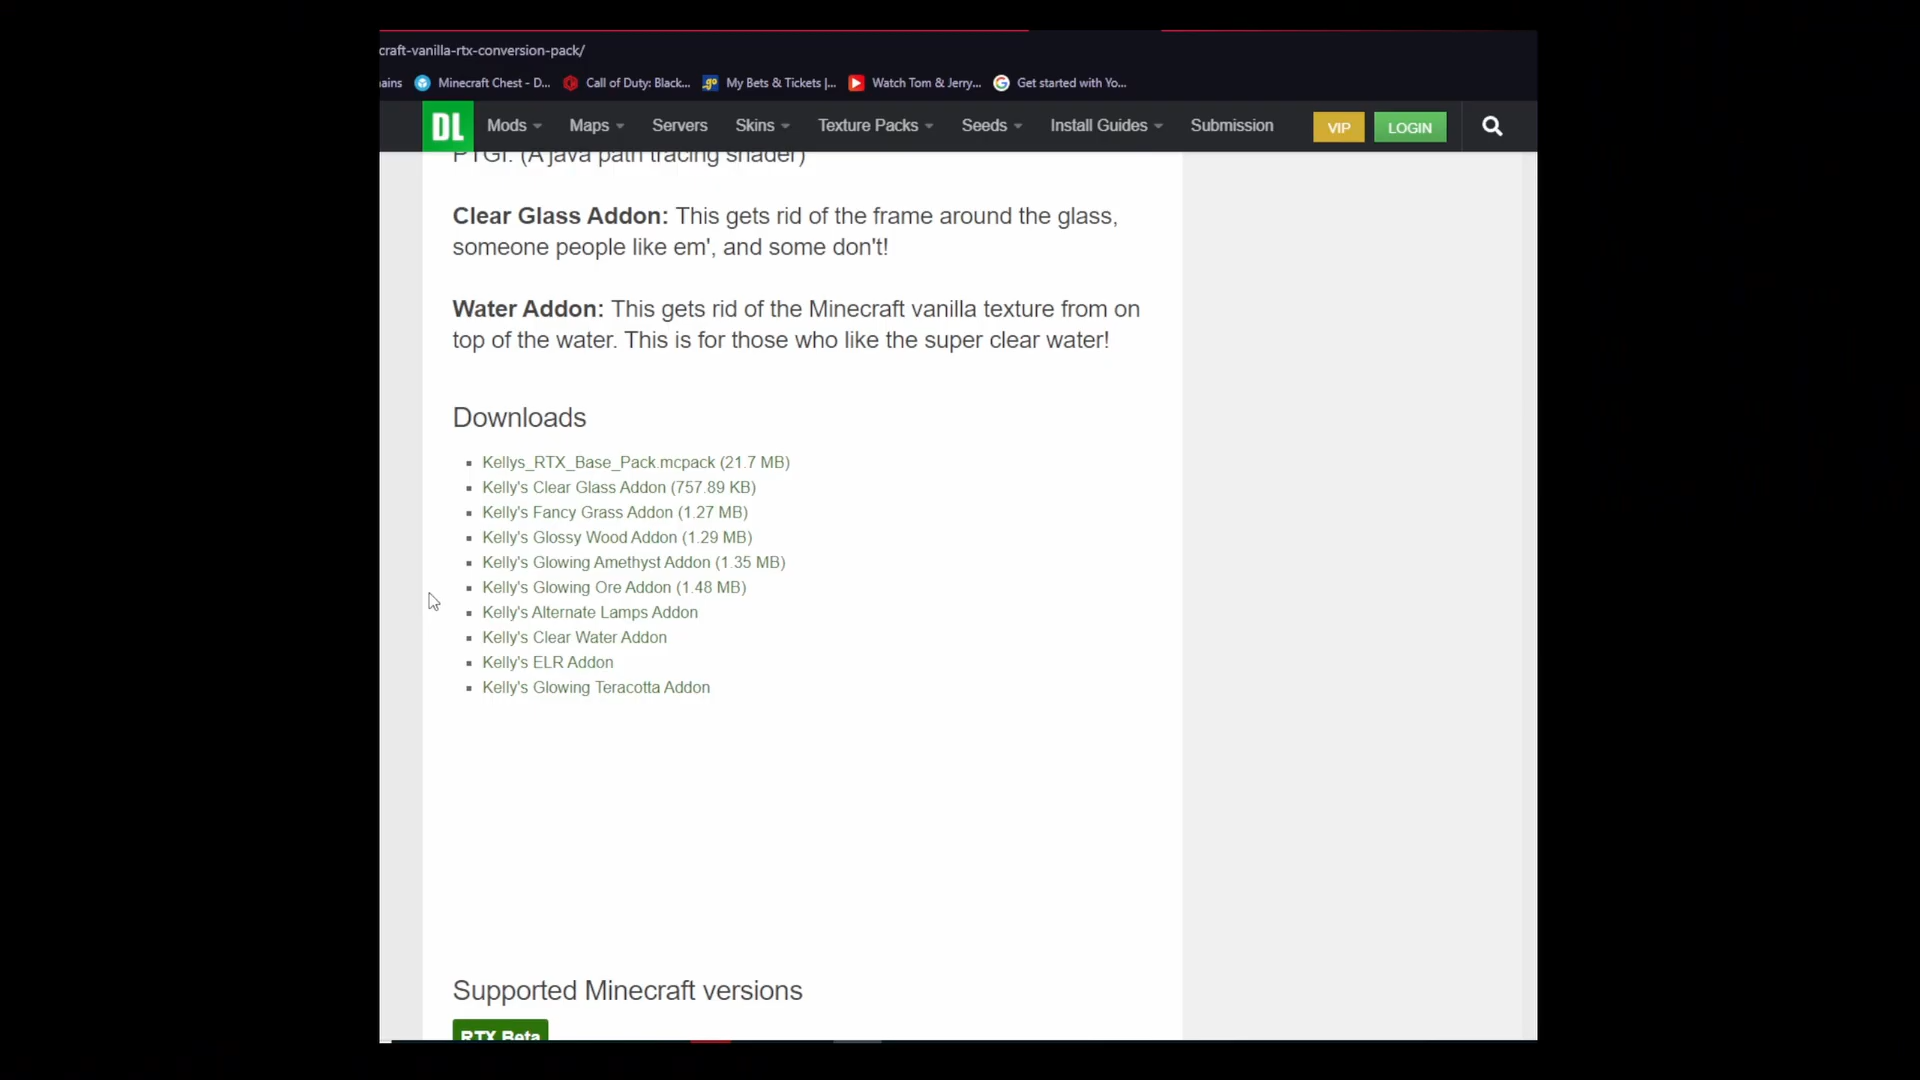 craft-vanilla-rtx-conversion-pack/
ains Minecraft Chest - D... Call of Duty: Black... My Bets & Tickets |... Watch Tom & Jerry,... Get started with Yo...
DL Mods Maps Servers Skins Texture Packs Seeds Install Guides Submission VIP LOGIN
PTGI. (A java path tracing shader)
Clear Glass Addon: This gets rid of the frame around the glass,
someone people like em', and some don't!
Water Addon: This gets rid of the Minecraft vanilla texture from on
top of the water. This is for those who like the super clear water!
Downloads
Kellys_RTX_Base_Pack.mcpack (21.7 MB)
Kelly's Clear Glass Addon (757.89 KB)
Kelly's Fancy Grass Addon (1.27 MB)
Kelly's Glossy Wood Addon (1.29 MB)
Kelly's Glowing Amethyst Addon (1.35 MB)
Kelly's Glowing Ore Addon (1.48 MB)
Kelly's Alternate Lamps Addon
Kelly's Clear Water Addon
Kelly's ELR Addon
Kelly's Glowing Teracotta Addon
Supported Minecraft versions
RTX Beta